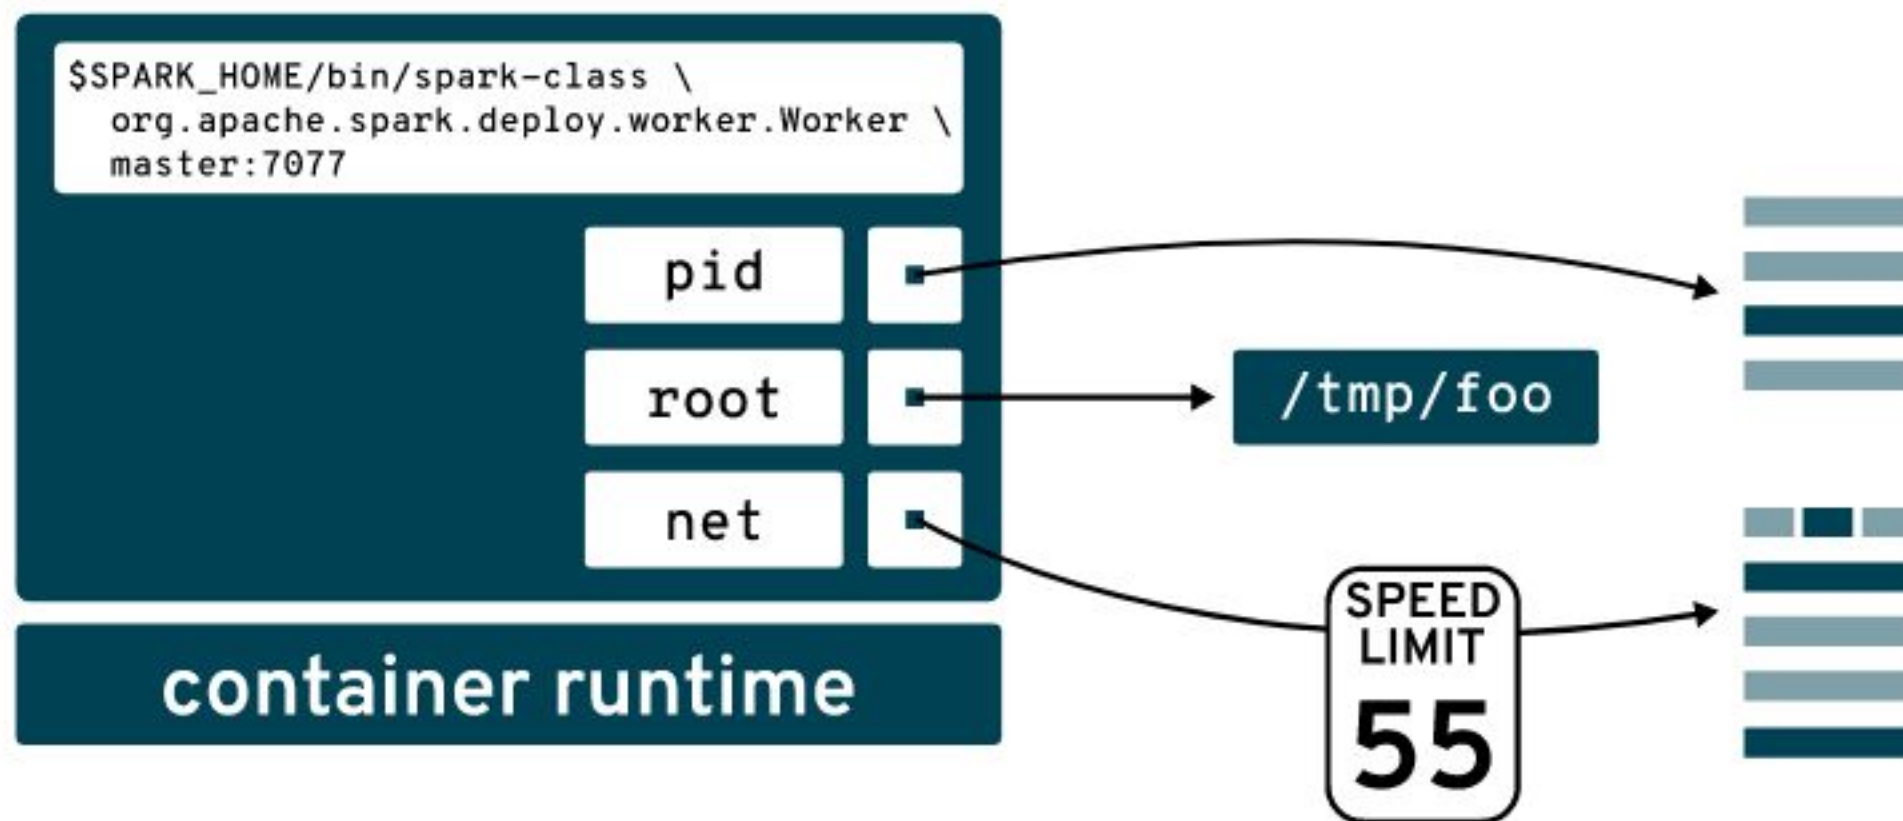 $SPARK_HOME/bin/spark-class \
org.apache.spark.deploy.worker.Worker \
master:7077
pid
root
/tmp/foo
net
SPEED
LIMIT
55
container runtime